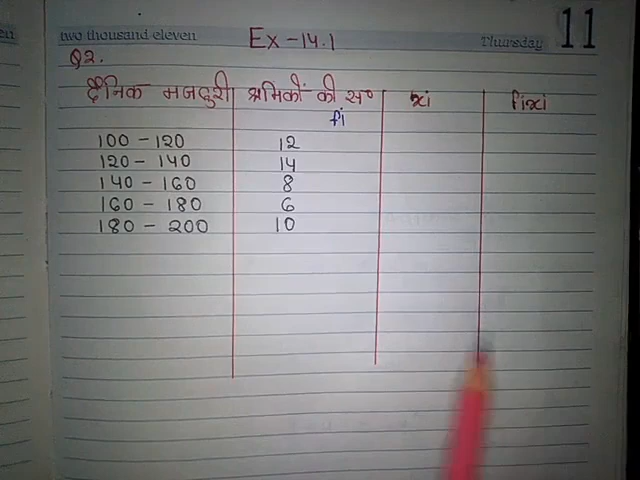 en two thousand eleven Ex - 14.1 Thursday 11
Q2.
दैनिक मजदुरी श्रमिकों की स° xi fixi
fi
100 - 120 12
120 - 140 14
140 - 160 8
160 - 180 6
180 - 200 10